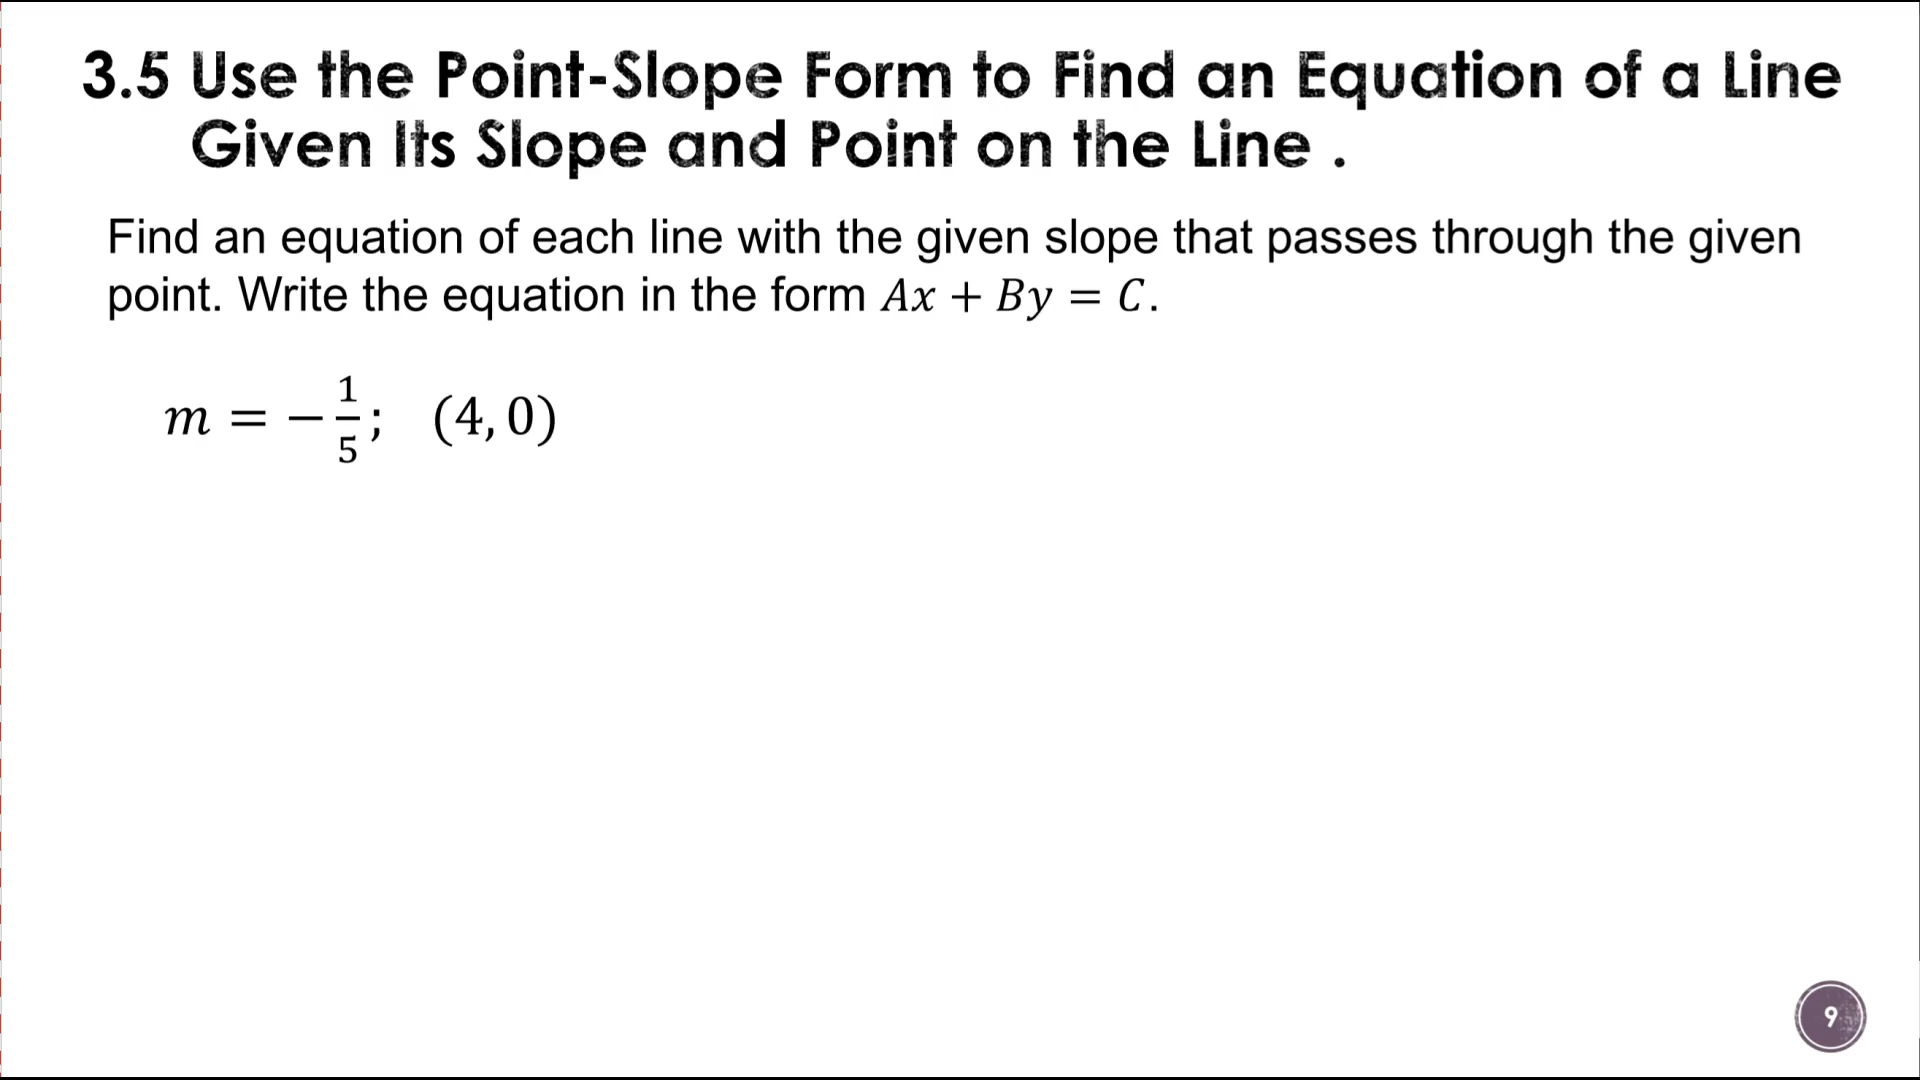 3.5 Use the Point-Slope Form to Find an Equation of a Line
Given Its Slope and Point on the Line .
Find an equation of each line with the given slope that passes through the given
point. Write the equation in the form Ax + By = C.
m = −1/5; (4, 0)
9